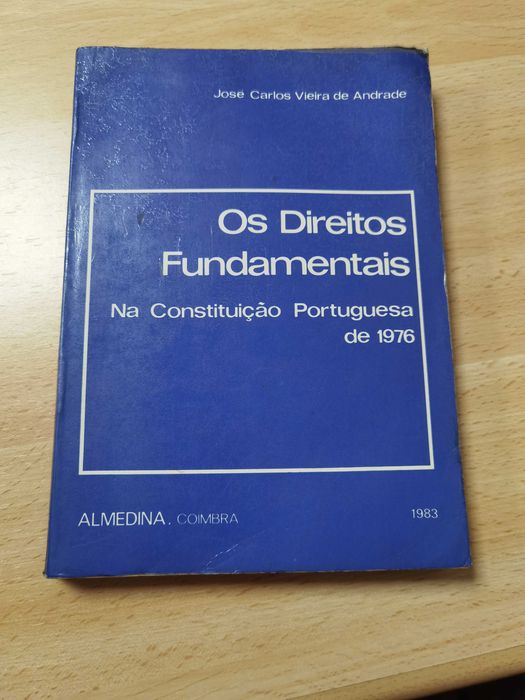 José Carlos Vieira de Andrade
Os Direitos
Fundamentais
Na Constituição Portuguesa
de 1976
ALMEDINA. COIMBRA 1983